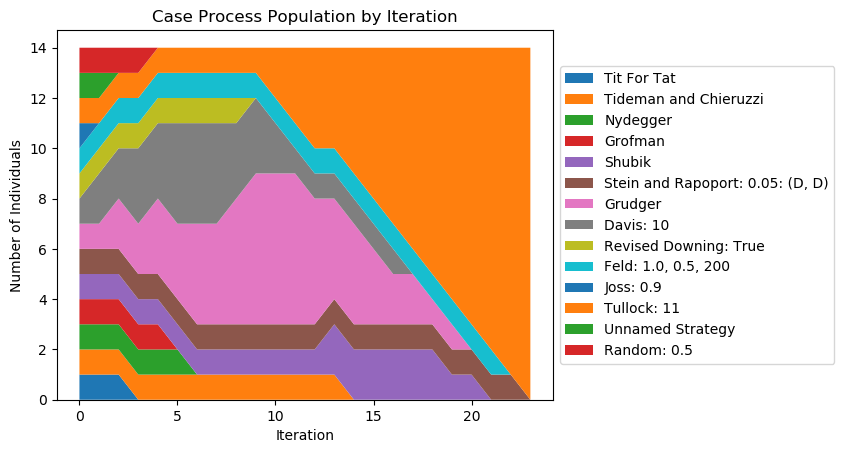 Case Process Population by Iteration
Number of Individuals
14
12
10
8
6
4
2
0
0 5 10 15 20
Iteration
Tit For Tat
Tideman and Chieruzzi
Nydegger
Grofman
Shubik
Stein and Rapoport: 0.05: (D, D)
Grudger
Davis: 10
Revised Downing: True
Feld: 1.0, 0.5, 200
Joss: 0.9
Tullock: 11
Unnamed Strategy
Random: 0.5